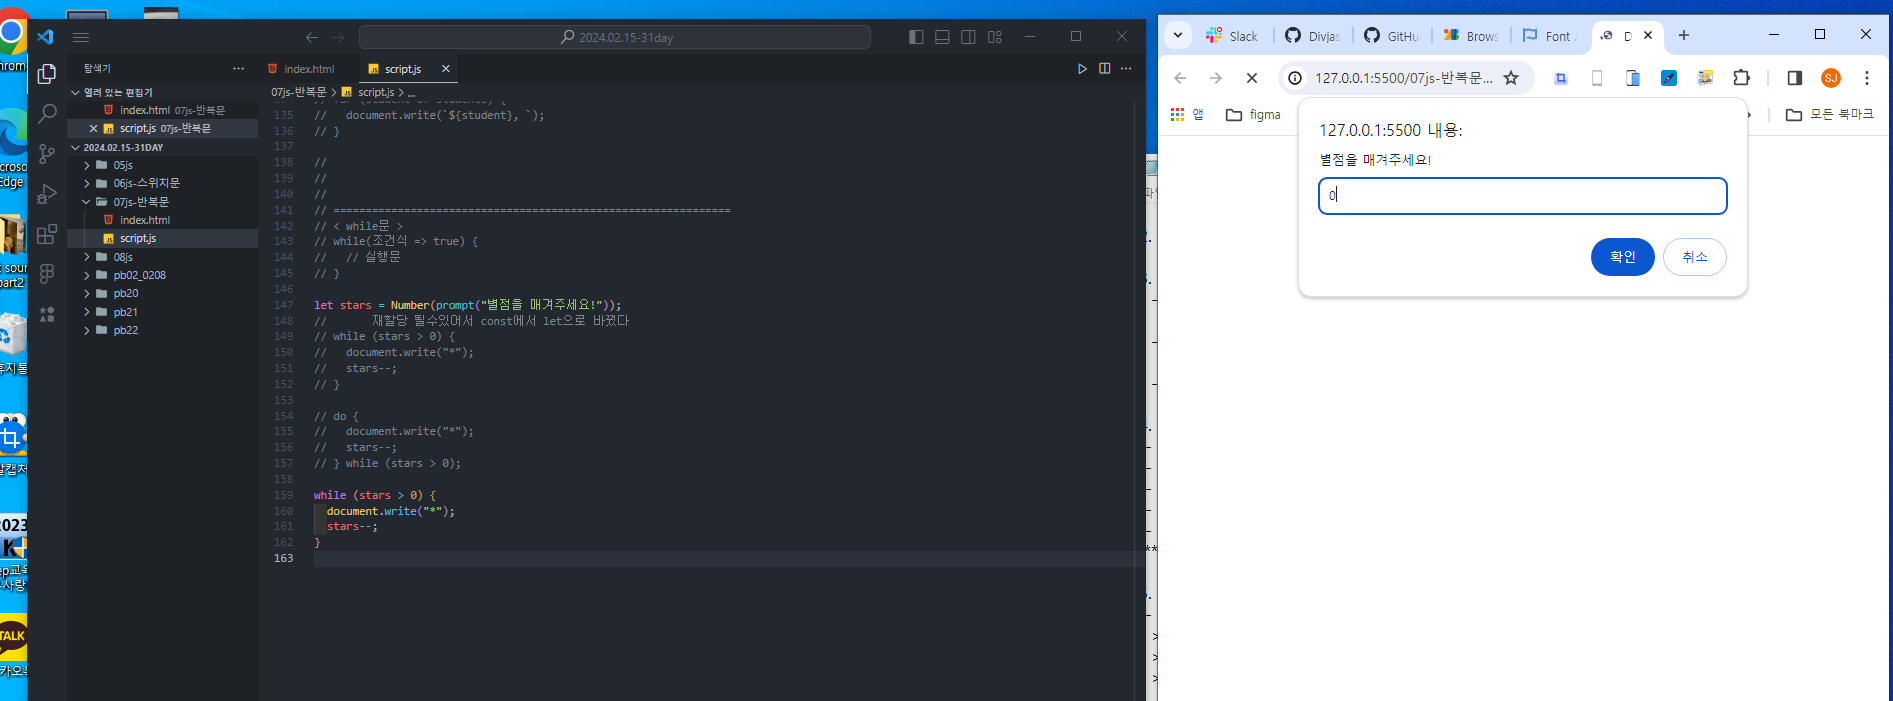 2024.02.15-31day
탐색기
index.html
script.js
열려 있는 편집기
index.html 07js-반복문
script.js 07js-반복문
2024.02.15-31DAY
05js
06js-스위치문
07js-반복문
index.html
script.js
08js
pb02_0208
pb20
pb21
pb22
07js-반복문 > script.js > ...
135 //   document.write(`${student}, `);
136 // }
137
138 //
139 //
140 //
141 // ==============================================================
142 // < while문 >
143 // while(조건식 => true) {
144 //   // 실행문
145 // }
146
147 let stars = Number(prompt("별점을 매겨주세요!"));
148 //       재할당 될수있어서 const에서 let으로 바꿨다
149 // while (stars > 0) {
150 //   document.write("*");
151 //   stars--;
152 // }
153
154 // do {
155 //   document.write("*");
156 //   stars--;
157 // } while (stars > 0);
158
159 while (stars > 0) {
160   document.write("*");
161   stars--;
162 }
163
Slack
Divjas
GitHu
Brows
Font
D
127.0.0.1:5500/07js-반복문...
SJ
앱
figma
모든 북마크
127.0.0.1:5500 내용:
별점을 매겨주세요!
0
확인
취소
Edge
part2
2023
TALK